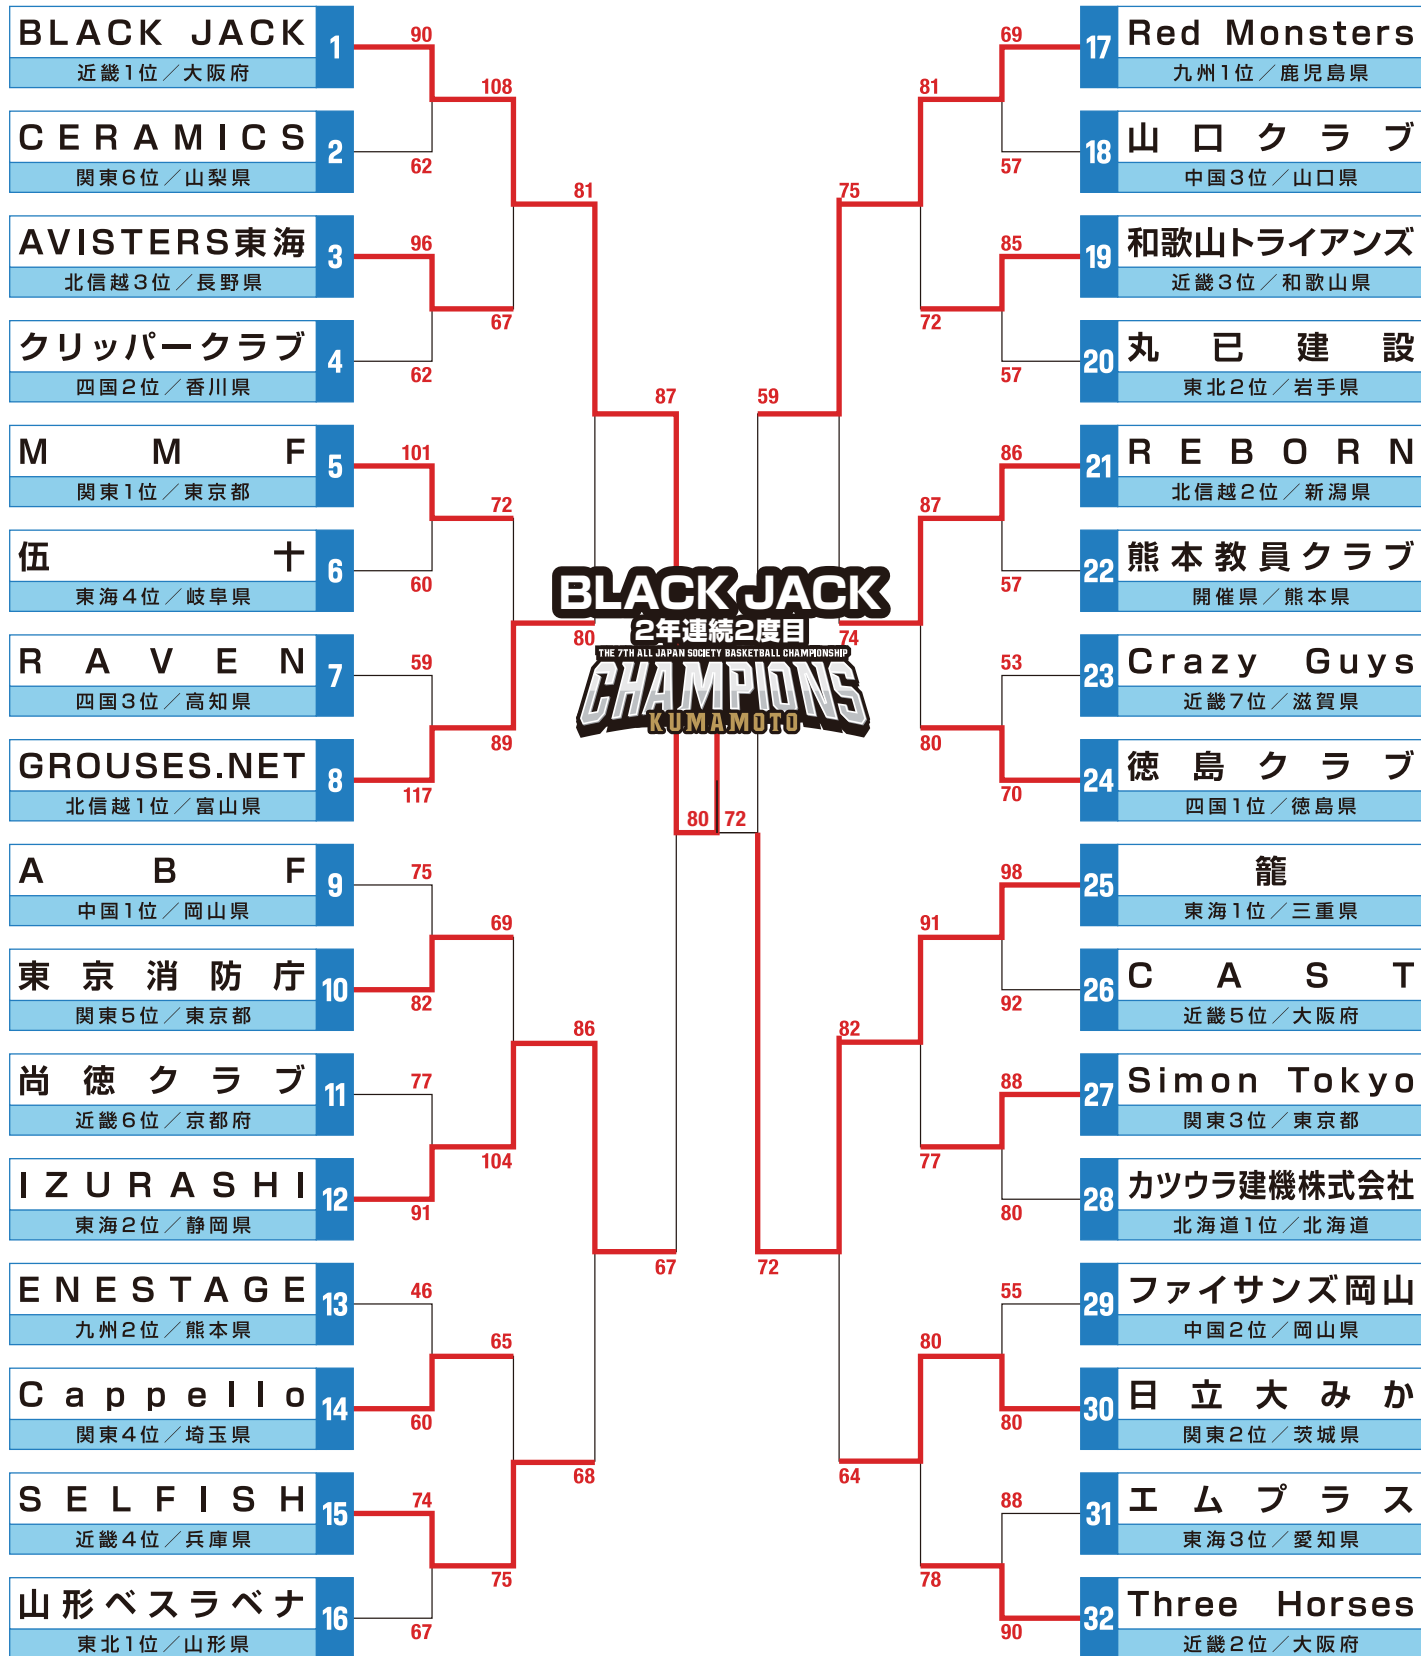 BLACK JACK
近畿1位／大阪府
1
CERAMICS
関東6位／山梨県
2
AVISTERS東海
北信越3位／長野県
3
クリッパークラブ
四国2位／香川県
4
MMF
関東1位／東京都
5
伍十
東海4位／岐阜県
6
RAVEN
四国3位／高知県
7
GROUSES.NET
北信越1位／富山県
8
ABF
中国1位／岡山県
9
東京消防庁
関東5位／東京都
10
尚徳クラブ
近畿6位／京都府
11
IZURASHI
東海2位／静岡県
12
ENESTAGE
九州2位／熊本県
13
Cappello
関東4位／埼玉県
14
SELFISH
近畿4位／兵庫県
15
山形ベスラベナ
東北1位／山形県
16
90
62
96
62
101
60
59
117
75
82
77
91
46
60
74
67
108
67
72
89
69
104
65
75
81
80
86
68
87
67
80
72
BLACK JACK
2年連続2度目
THE 7TH ALL JAPAN SOCIETY BASKETBALL CHAMPIONSHIP
CHAMPIONS
KUMAMOTO
59
72
75
74
82
64
81
72
87
80
91
77
80
78
69
57
85
57
86
57
53
70
98
92
88
80
55
80
88
90
17
Red Monsters
九州1位／鹿児島県
18
山口クラブ
中国3位／山口県
19
和歌山トライアンズ
近畿3位／和歌山県
20
丸已建設
東北2位／岩手県
21
REBORN
北信越2位／新潟県
22
熊本教員クラブ
開催県／熊本県
23
Crazy Guys
近畿7位／滋賀県
24
徳島クラブ
四国1位／徳島県
25
籠
東海1位／三重県
26
CAST
近畿5位／大阪府
27
Simon Tokyo
関東3位／東京都
28
カツウラ建機株式会社
北海道1位／北海道
29
ファイサンズ岡山
中国2位／岡山県
30
日立大みか
関東2位／茨城県
31
エムプラス
東海3位／愛知県
32
Three Horses
近畿2位／大阪府